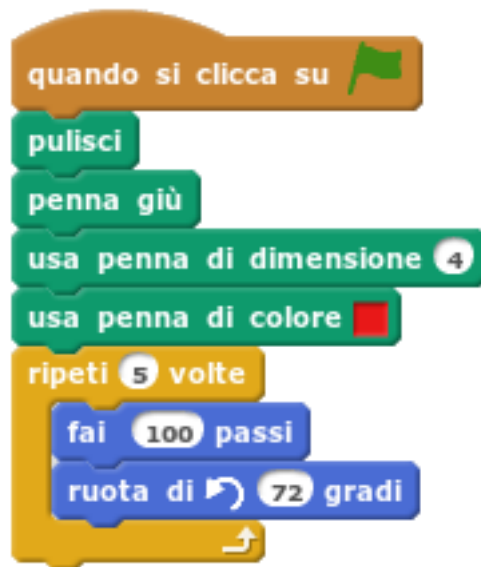 quando si clicca su
pulisci
penna giù
usa penna di dimensione 4
usa penna di colore
ripeti 5 volte
fai 100 passi
ruota di 72 gradi